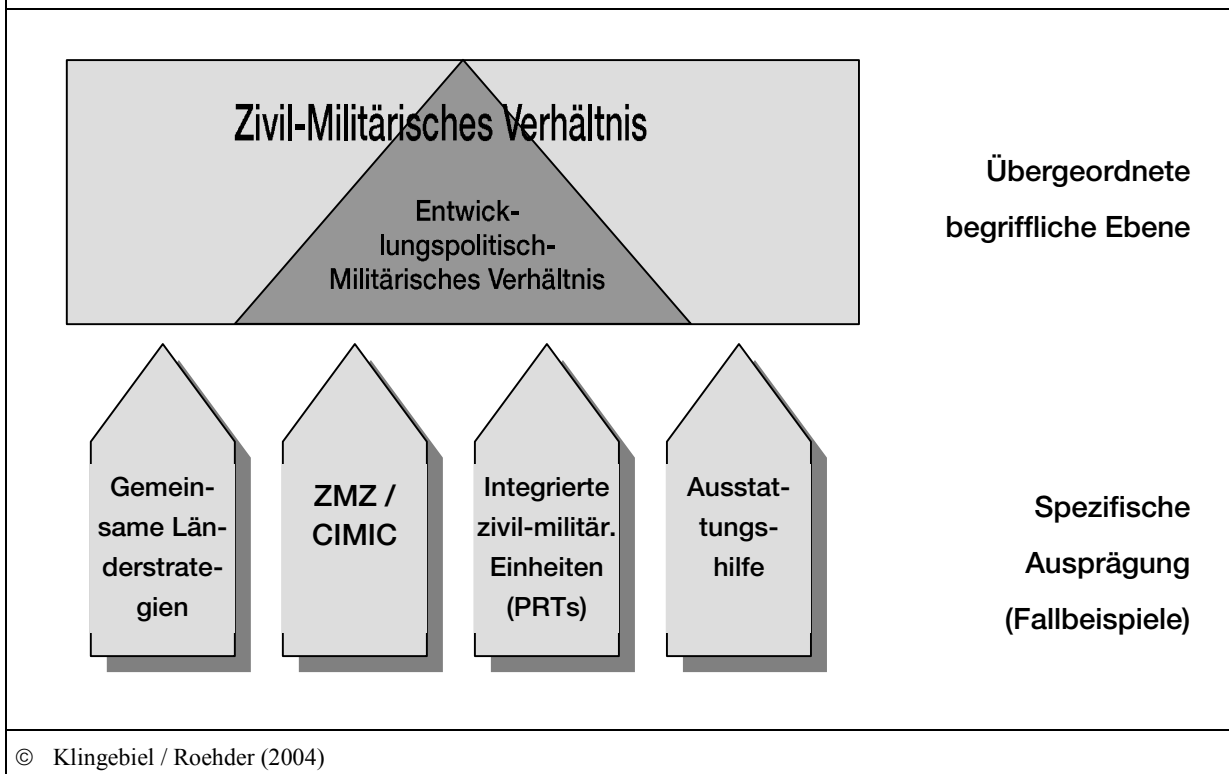 Zivil-Militärisches Verhältnis
Entwick-
lungspolitisch-
Militärisches Verhältnis
Übergeordnete
begriffliche Ebene
Gemein-
same Län-
derstrate-
gien
ZMZ /
CIMIC
Integrierte
zivil-militär.
Einheiten
(PRTs)
Ausstat-
tungs-
hilfe
Spezifische
Ausprägung
(Fallbeispiele)
© Klingebiel / Roehder (2004)